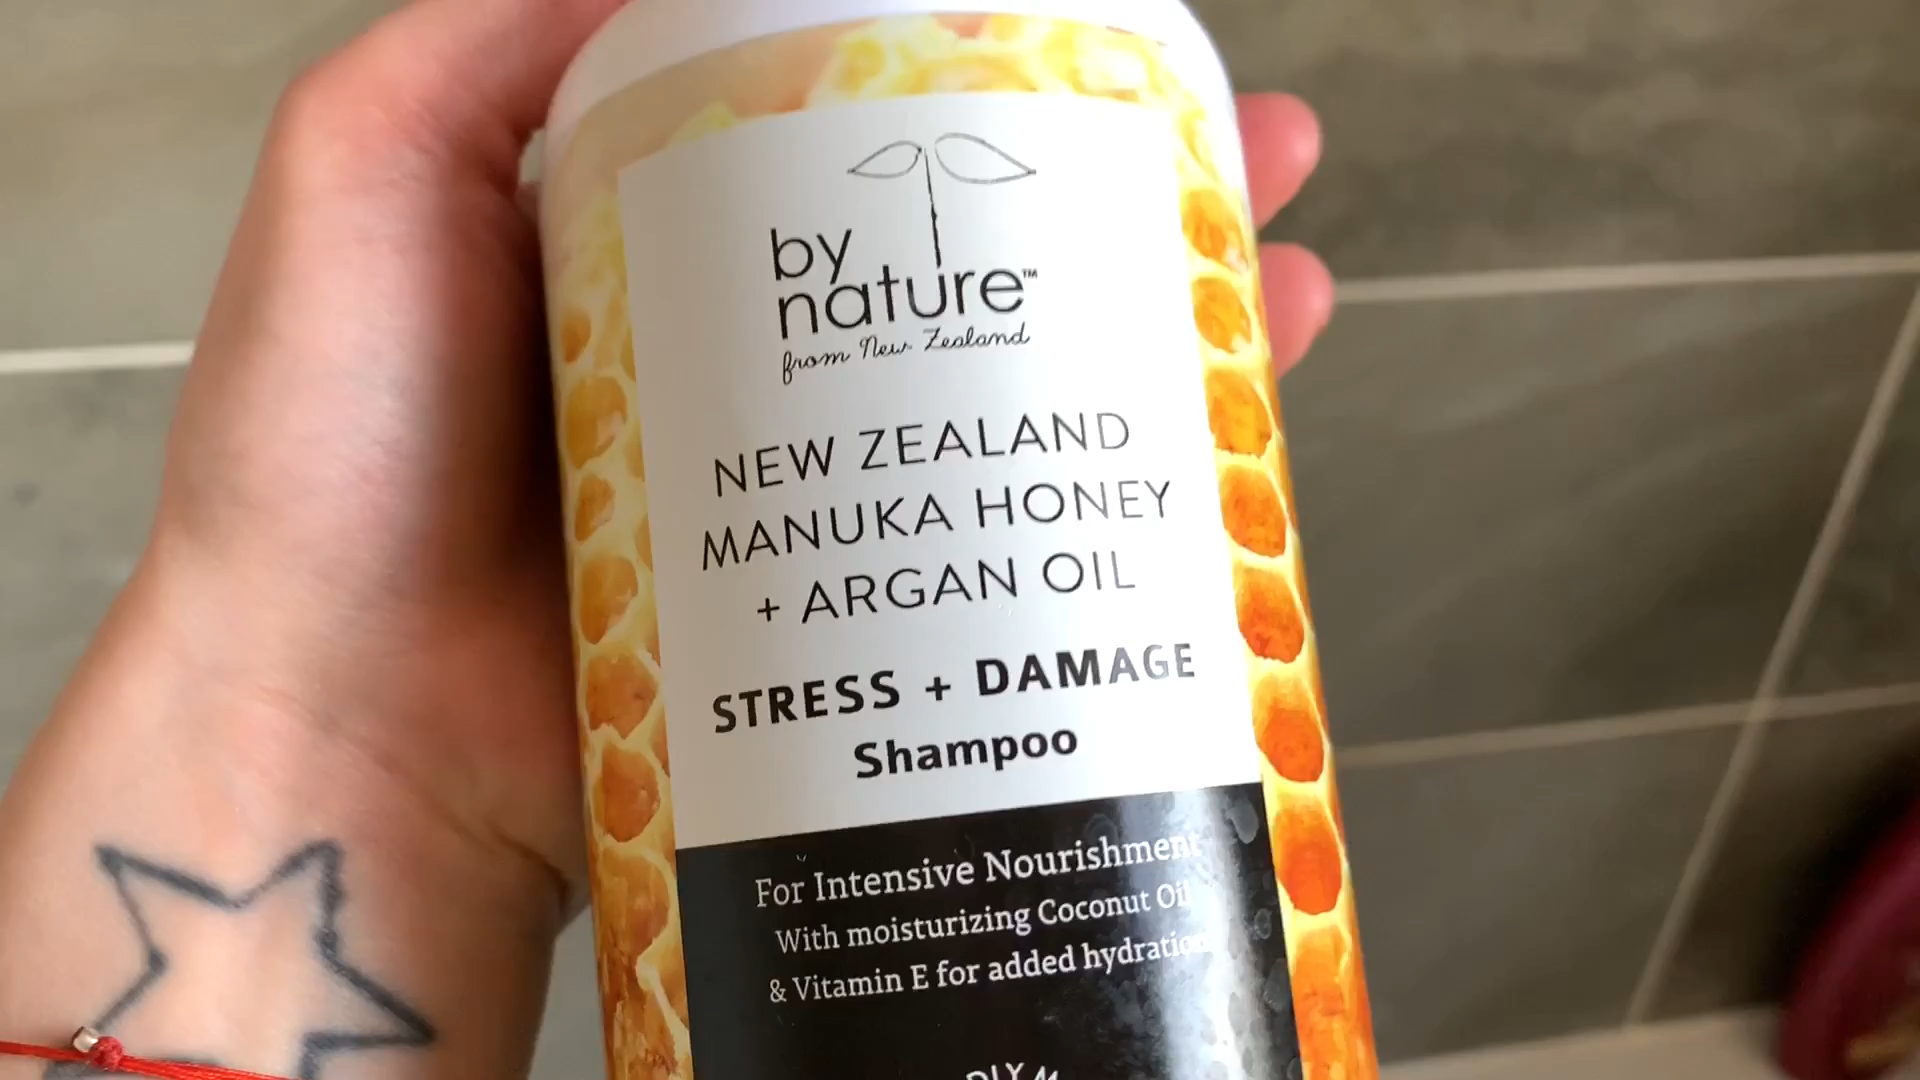 by
nature™
from New Zealand
NEW ZEALAND
MANUKA HONEY
+ ARGAN OIL
STRESS + DAMAGE
Shampoo
For Intensive Nourishment
With moisturizing Coconut Oil
& Vitamin E for added hydration